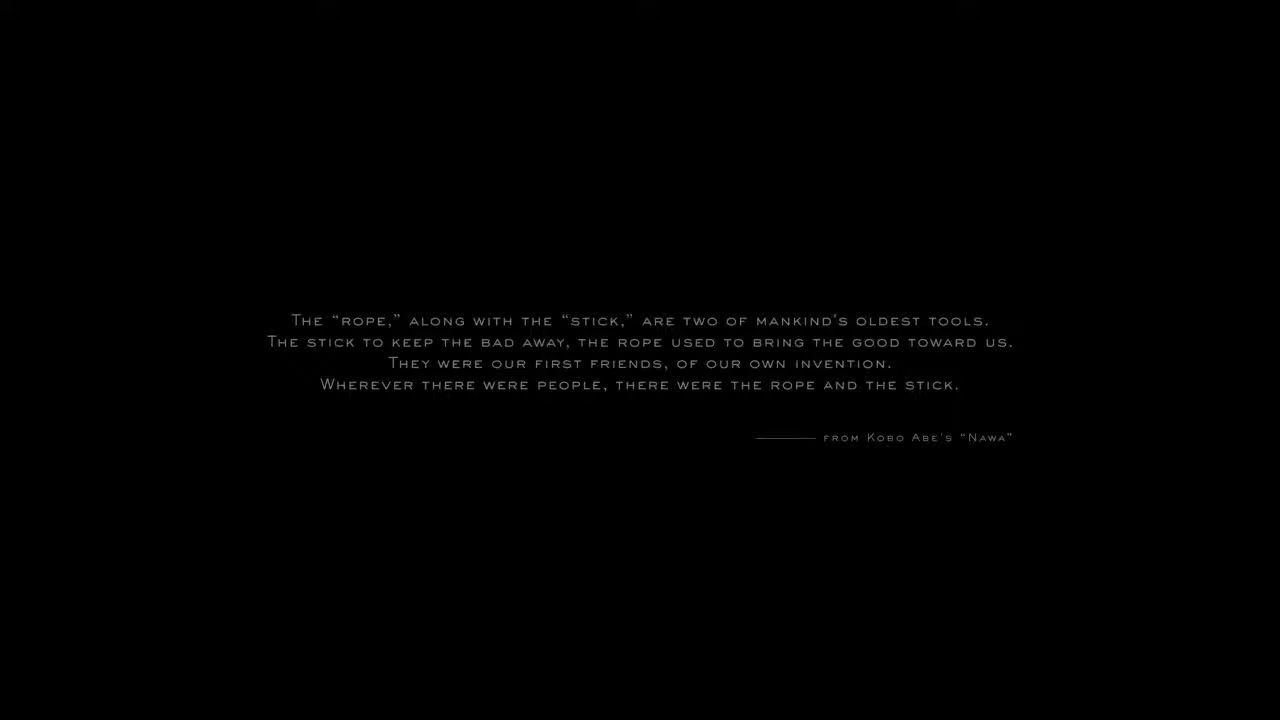 The “rope,” along with the “stick,” are two of mankind's oldest tools.
The stick to keep the bad away, the rope used to bring the good toward us.
They were our first friends, of our own invention.
Wherever there were people, there were the rope and the stick.
——— from Kobo Abe's “Nawa”